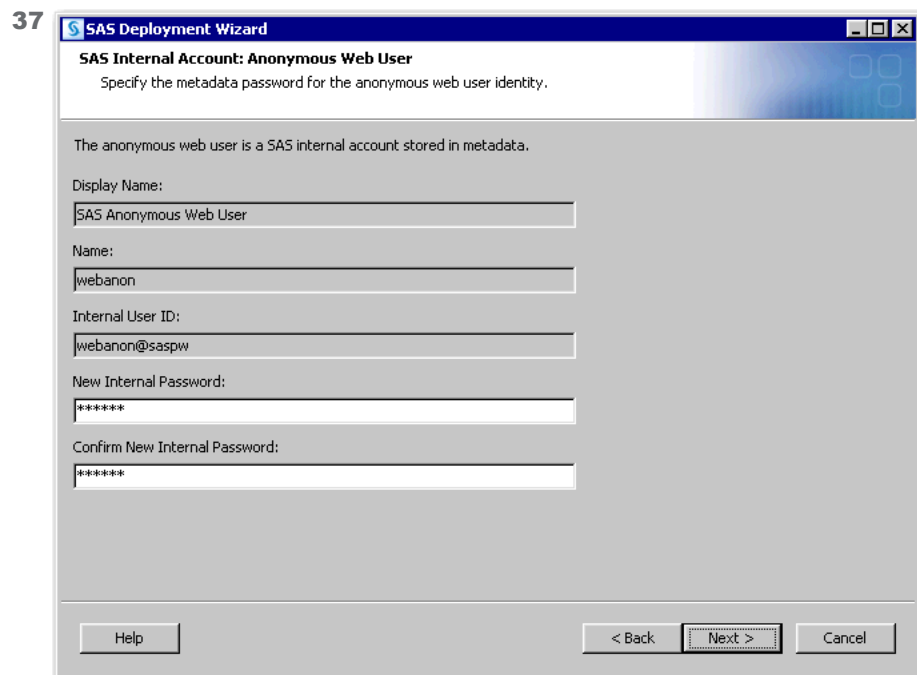 37
SAS Deployment Wizard
SAS Internal Account: Anonymous Web User
Specify the metadata password for the anonymous web user identity.
The anonymous web user is a SAS internal account stored in metadata.
Display Name:
SAS Anonymous Web User
Name:
webanon
Internal User ID:
webanon@saspw
New Internal Password:
******
Confirm New Internal Password:
******
Help
< Back
Next >
Cancel